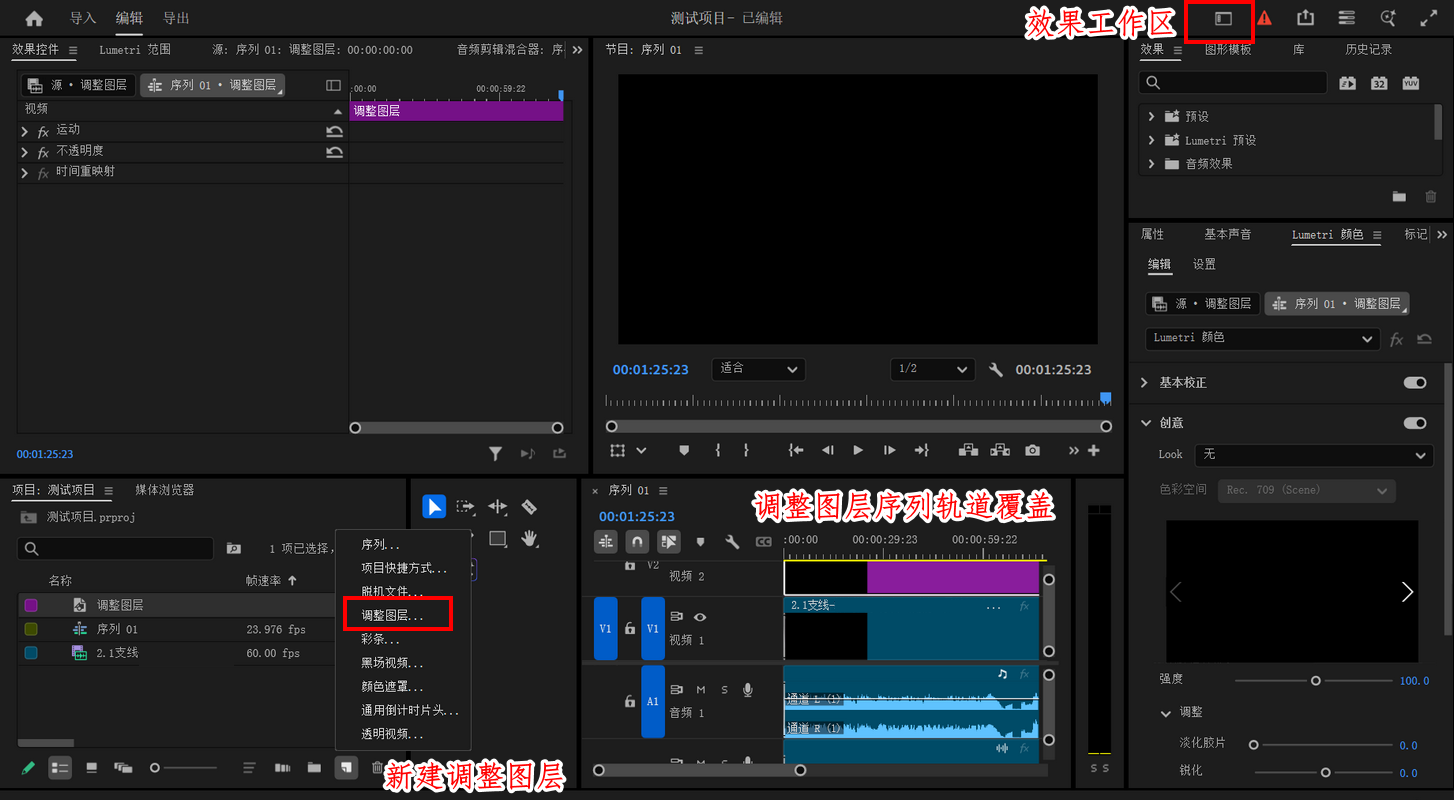 导入 编辑 导出
测试项目- 已编辑
效果工作区
效果控件
Lumetri 范围
源: 序列 01: 调整图层: 00:00:00:00
音频剪辑混合器: 序
源 • 调整图层
序列 01 • 调整图层
:00:00
00:00:59:22
视频
调整图层
fx 运动
fx 不透明度
fx 时间重映射
00:01:25:23
节目: 序列 01
00:01:25:23
适合
1/2
00:01:25:23
效果
图形模板
库
历史记录
32
YUV
预设
Lumetri 预设
音频效果
属性
基本声音
Lumetri 颜色
标记
编辑
设置
源 • 调整图层
序列 01 • 调整图层
Lumetri 颜色
fx
基本校正
创意
Look
无
色彩空间
Rec. 709 (Scene)
强度
100.0
调整
淡化胶片
0.0
锐化
0.0
项目: 测试项目
媒体浏览器
测试项目.prproj
1 项已选择,
名称
帧速率
调整图层
序列 01
23.976 fps
2.1支线
60.00 fps
序列...
项目快捷方式...
脱机文件...
调整图层...
彩条...
黑场视频...
颜色遮罩...
通用倒计时片头...
透明视频...
新建调整图层
× 序列 01
00:01:25:23
调整图层序列轨道覆盖
CC
:00:00
00:00:29:23
00:00:59:22
V2
视频 2
V1
V1
视频 1
2.1支线-
... fx
A1
M S
音频 1
fx
通道 L (1)
通道 R (1)
fx
S S